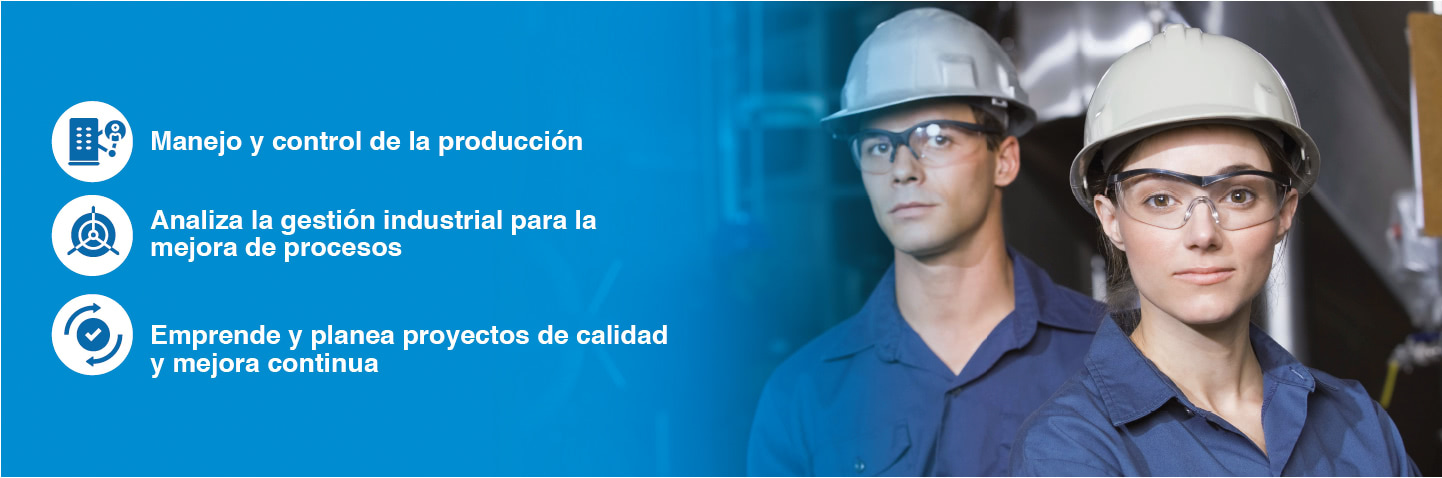 Manejo y control de la producción
Analiza la gestión industrial para la
mejora de procesos
Emprende y planea proyectos de calidad
y mejora continua